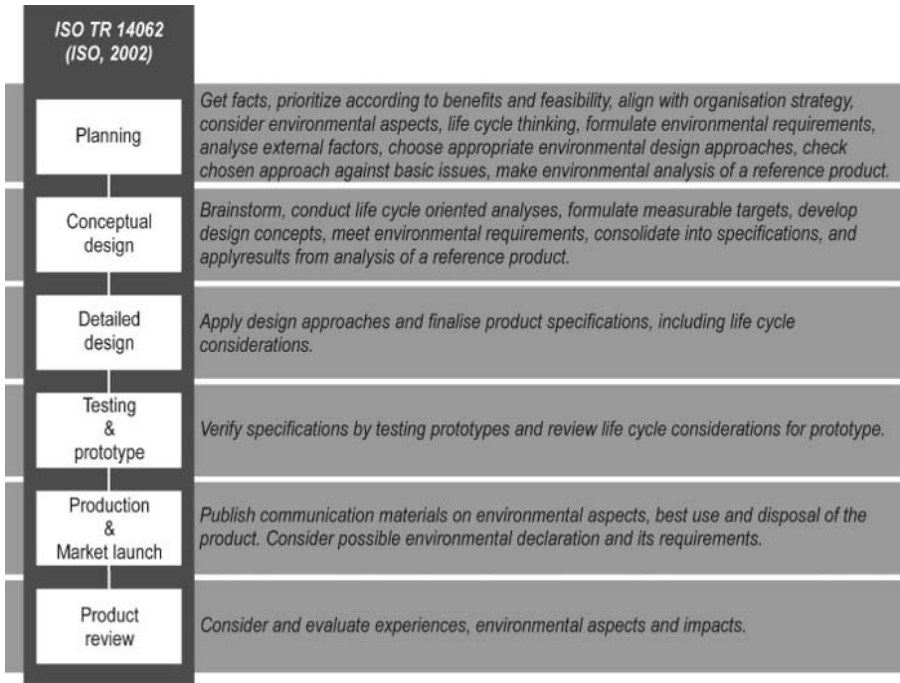 ISO TR 14062
(ISO, 2002)
Planning
Get facts, prioritize according to benefits and feasibility, align with organisation strategy,
consider environmental aspects, life cycle thinking, formulate environmental requirements,
analyse external factors, choose appropriate environmental design approaches, check
chosen approach against basic issues, make environmental analysis of a reference product.
Conceptual
design
Brainstorm, conduct life cycle oriented analyses, formulate measurable targets, develop
design concepts, meet environmental requirements, consolidate into specifications, and
applyresults from analysis of a reference product.
Detailed
design
Apply design approaches and finalise product specifications, including life cycle
considerations.
Testing
&
prototype
Verify specifications by testing prototypes and review life cycle considerations for prototype.
Production
&
Market launch
Publish communication materials on environmental aspects, best use and disposal of the
product. Consider possible environmental declaration and its requirements.
Product
review
Consider and evaluate experiences, environmental aspects and impacts.